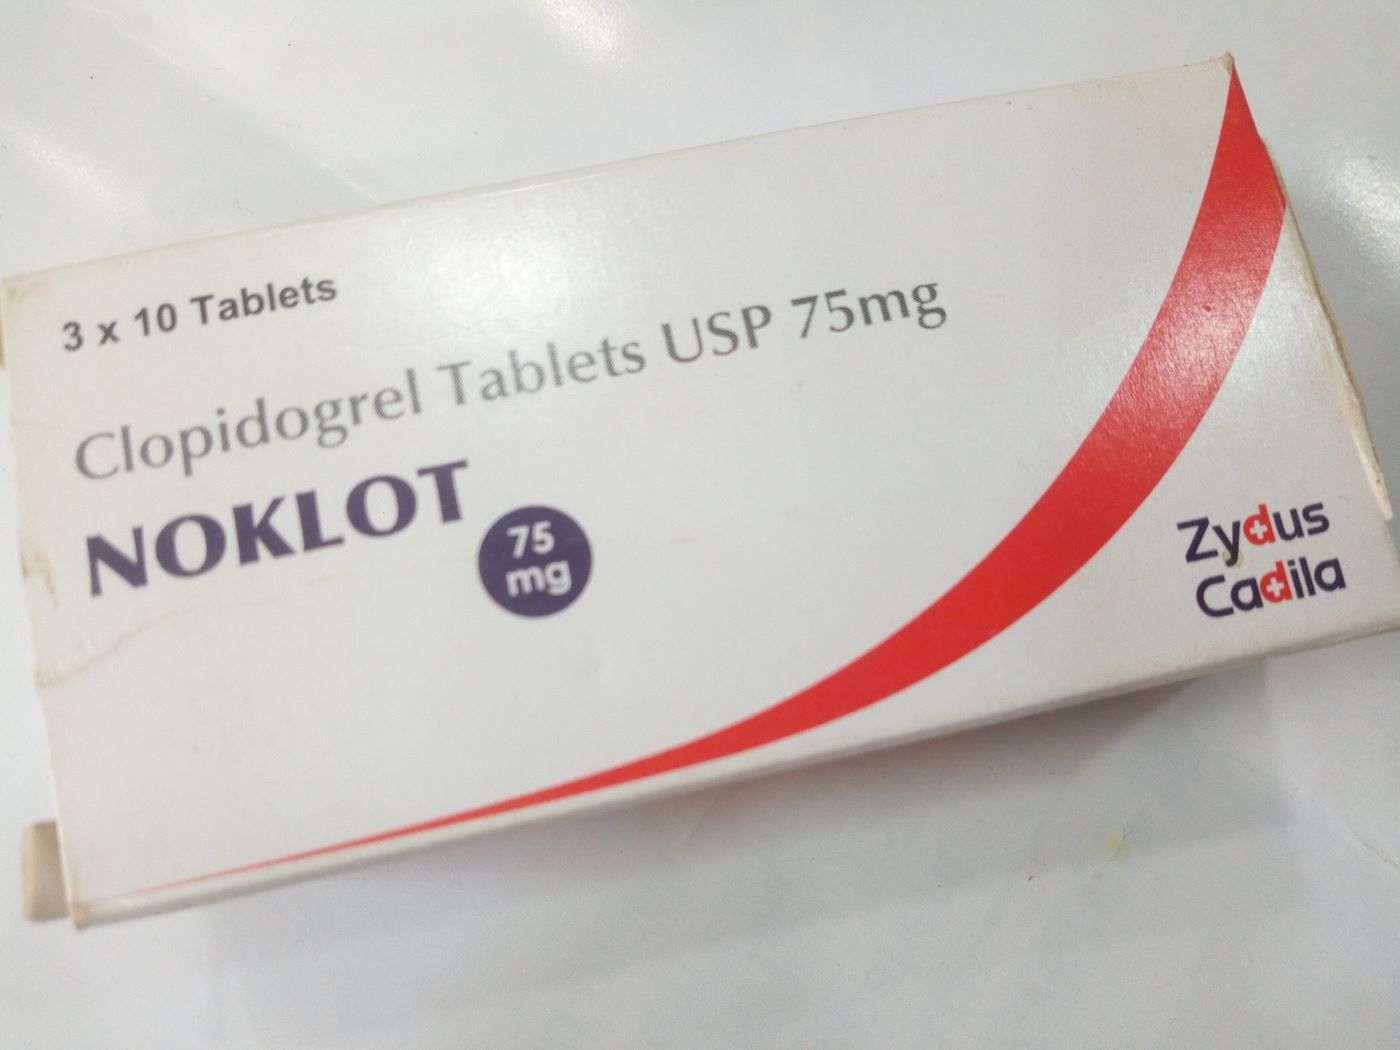 3 x 10 Tablets
Clopidogrel Tablets USP 75mg
NOKLOT
75
mg
Zydus
Cadila